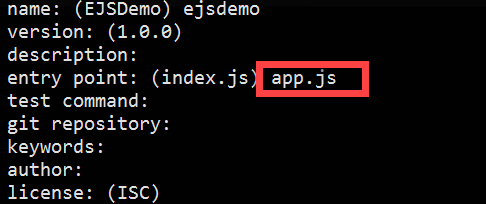 name: (EJSDemo) ejsdemo
version: (1.0.0)
description:
entry point: (index.js) app.js
test command:
git repository:
keywords:
author:
license: (ISC)